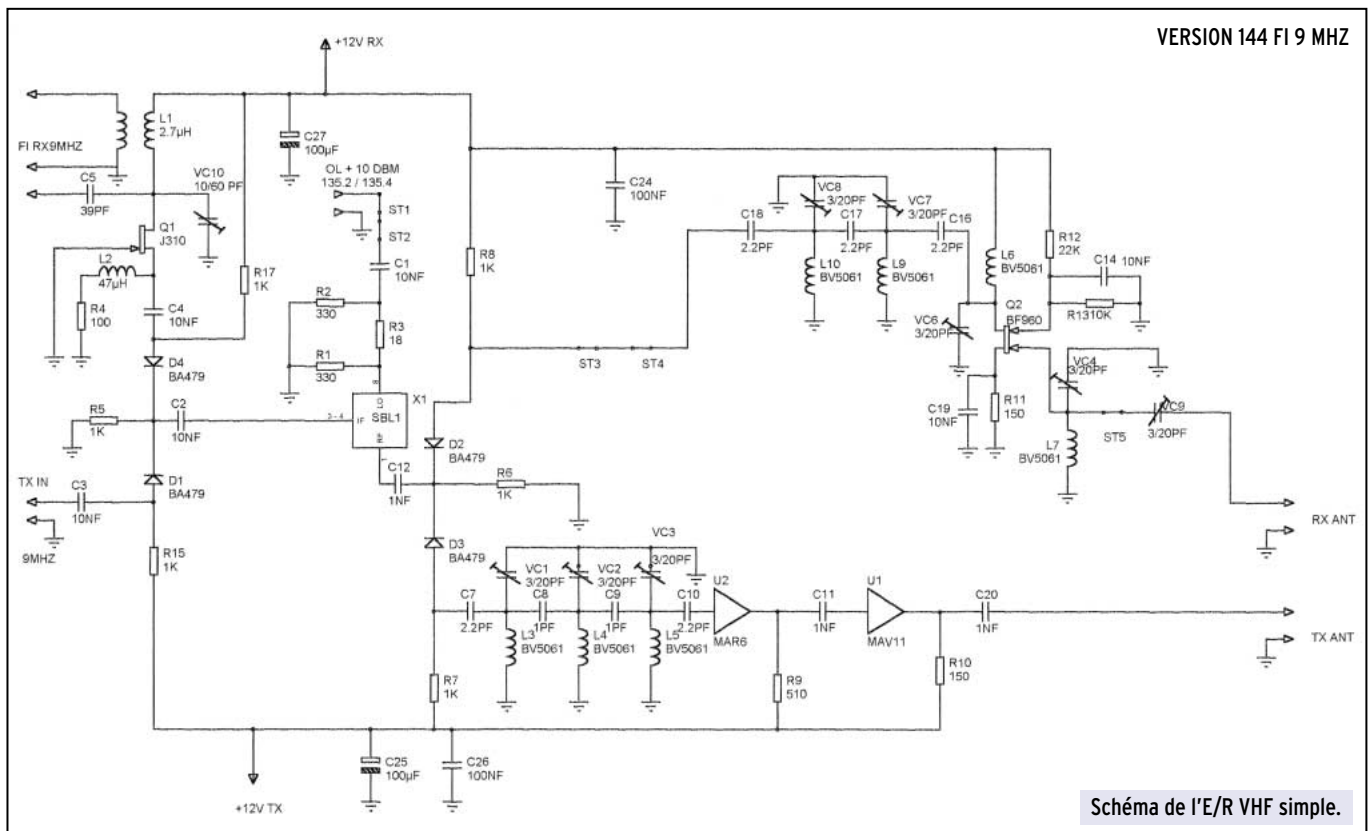 VERSION 144 FI 9 MHZ
+12V RX
L1
2.7µH
FI RX9MHZ
C5
39PF
VC10
10/60 PF
Q1
J310
L2
47µH
R4
100
C4
10NF
R17
1K
D4
BA479
C27
100µF
OL + 10 DBM
135.2 / 135.4
ST1
ST2
C1
10NF
R2
330
R3
18
R1
330
8
LO
X1
SBL1
3-4
IF
RF
1
R5
1K
C2
10NF
D1
BA479
TX IN
C3
10NF
9MHZ
R15
1K
C12
1NF
R8
1K
D2
BA479
R6
1K
D3
BA479
R7
1K
C24
100NF
ST3
ST4
C18
2.2PF
VC8
3/20PF
C17
2.2PF
VC7
3/20PF
C16
2.2PF
L10
BV5061
L9
BV5061
L6
BV5061
R12
22K
C14
10NF
Q2
BF960
R1310K
VC6
3/20PF
C19
10NF
R11
150
VC4
3/20PF
L7
BV5061
ST5
VC9
3/20PF
RX ANT
C7
2.2PF
VC1
3/20PF
C8
1PF
VC2
3/20PF
C9
1PF
VC3
3/20PF
C10
2.2PF
L3
BV5061
L4
BV5061
L5
BV5061
U2
MAR6
C11
1NF
U1
MAV11
C20
1NF
TX ANT
R9
510
R10
150
C25
100µF
C26
100NF
+12V TX
Schéma de l'E/R VHF simple.